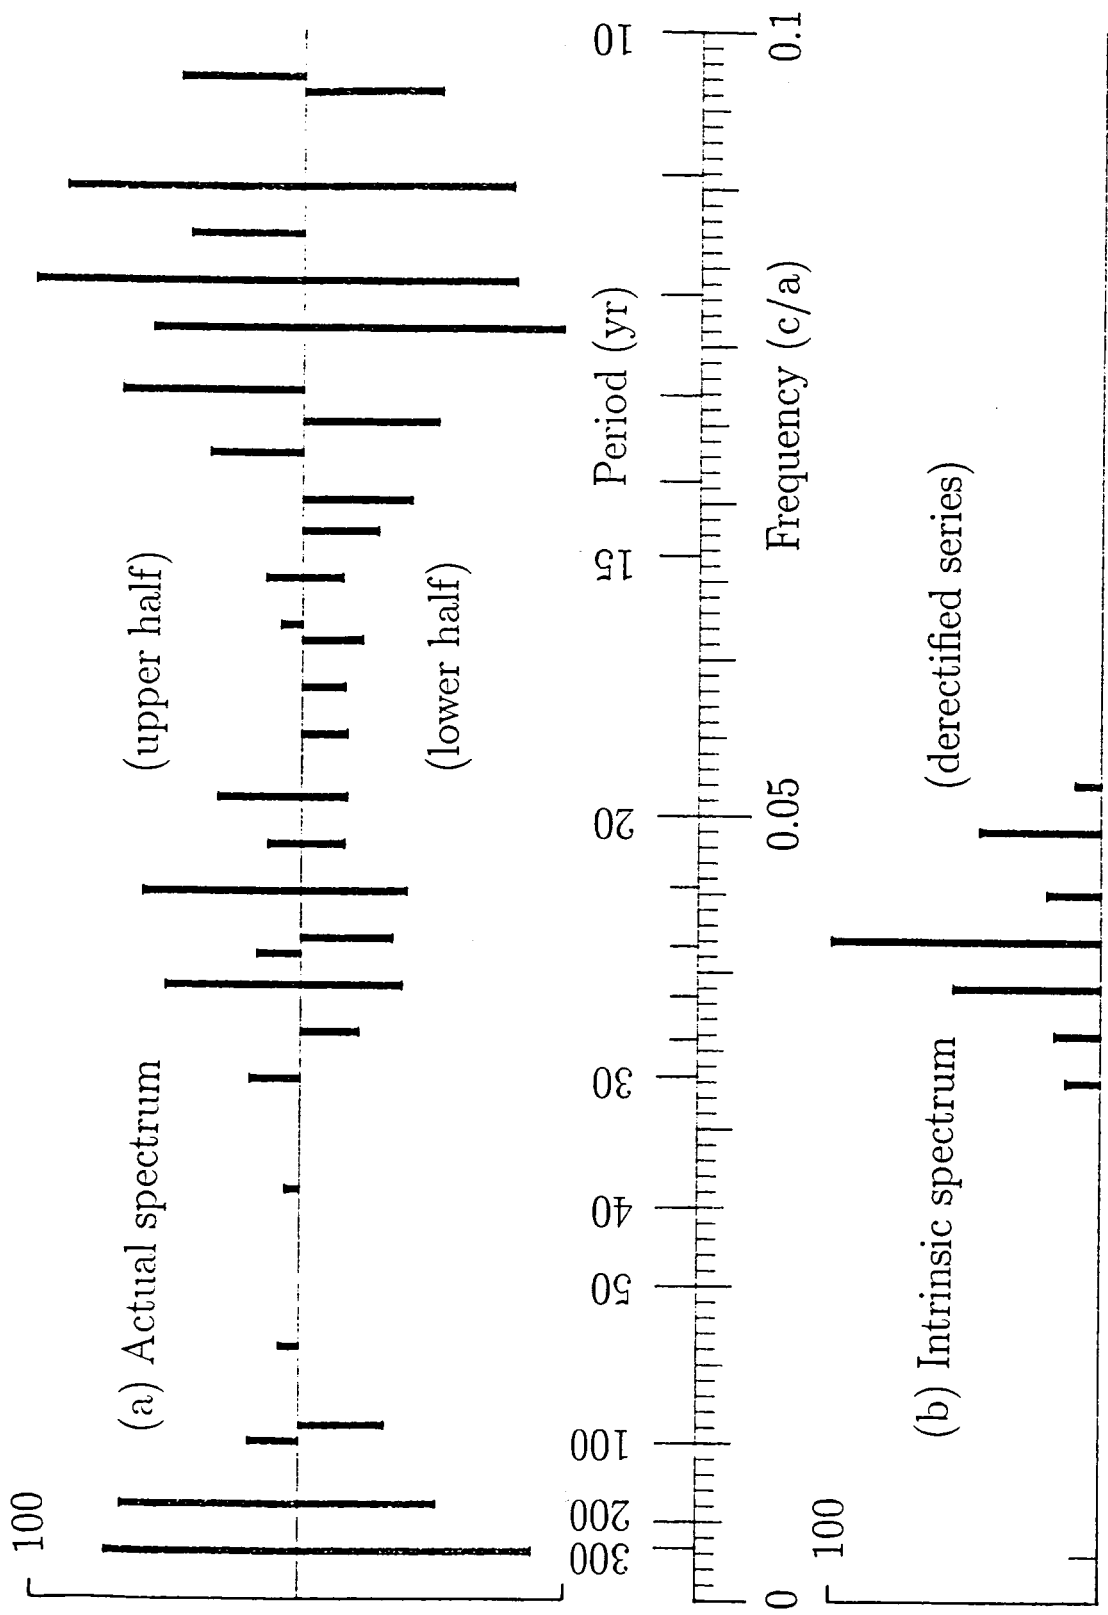 100
(a) Actual spectrum
(upper half)
(lower half)
300
200
100
50
40
30
20
15
10
Period (yr)
0
0.05
0.1
Frequency (c/a)
100
(b) Intrinsic spectrum
(derectified series)